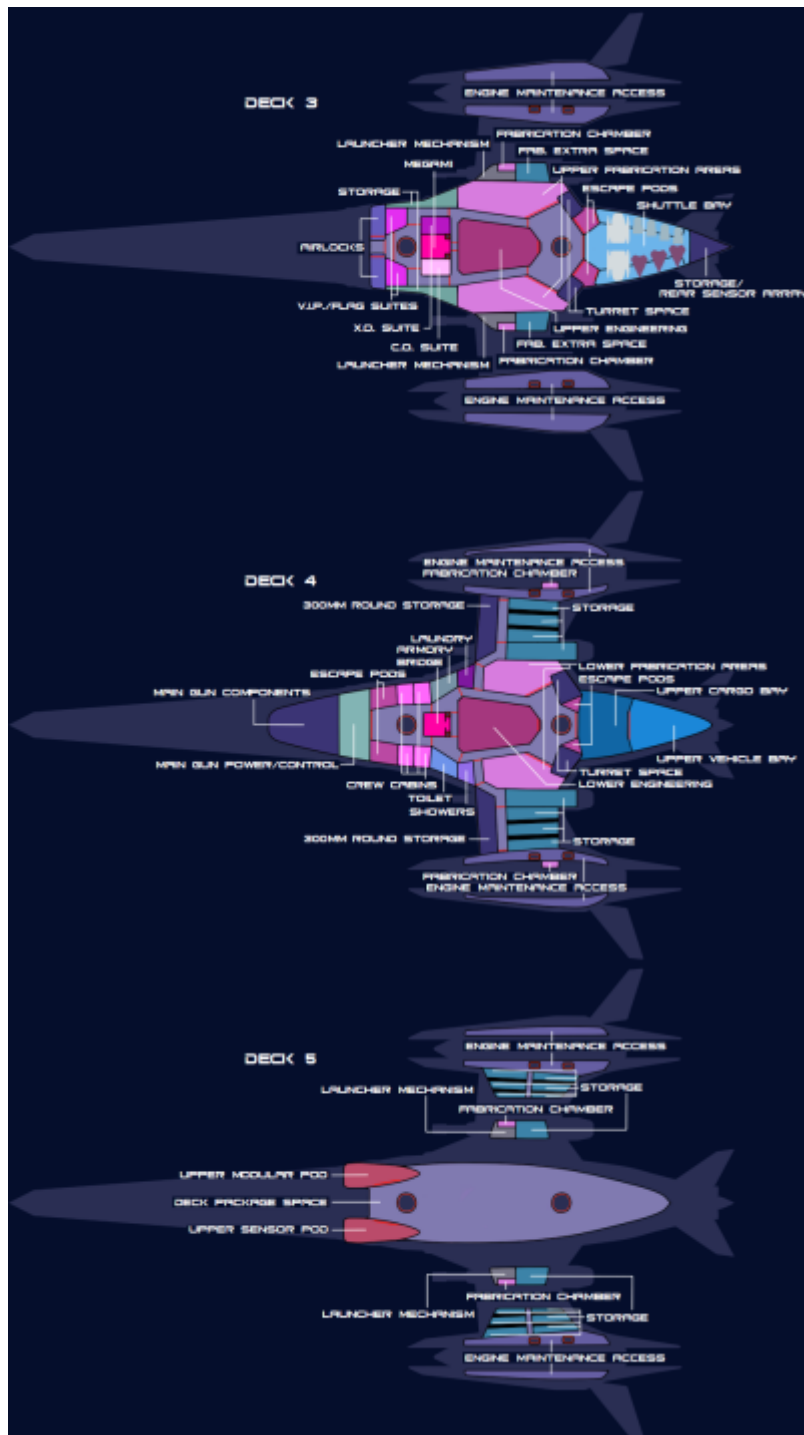 DECK 3
ENGINE MAINTENANCE ACCESS
FABRICATION CHAMBER
LAUNCHER MECHANISM
FAB. EXTRA SPACE
MEGAMI
UPPER FABRICATION AREAS
STORAGE
ESCAPE PODS
SHUTTLE BAY
AIRLOCKS
STORAGE/
REAR SENSOR ARRAY
V.I.P./FLAG SUITES
TURRET SPACE
X.O. SUITE
UPPER ENGINEERING
C.O. SUITE
FAB. EXTRA SPACE
LAUNCHER MECHANISM
FABRICATION CHAMBER
ENGINE MAINTENANCE ACCESS
DECK 4
ENGINE MAINTENANCE ACCESS
FABRICATION CHAMBER
300MM ROUND STORAGE
STORAGE
LAUNDRY
ARMORY
BRIDGE
LOWER FABRICATION AREAS
ESCAPE PODS
ESCAPE PODS
MAIN GUN COMPONENTS
UPPER CARGO BAY
MAIN GUN POWER/CONTROL
UPPER VEHICLE BAY
TURRET SPACE
CREW CABINS
LOWER ENGINEERING
TOILET
SHOWERS
300MM ROUND STORAGE
STORAGE
FABRICATION CHAMBER
ENGINE MAINTENANCE ACCESS
DECK 5
ENGINE MAINTENANCE ACCESS
LAUNCHER MECHANISM
STORAGE
FABRICATION CHAMBER
UPPER MODULAR POD
DECK PACKAGE SPACE
UPPER SENSOR POD
FABRICATION CHAMBER
LAUNCHER MECHANISM
STORAGE
ENGINE MAINTENANCE ACCESS